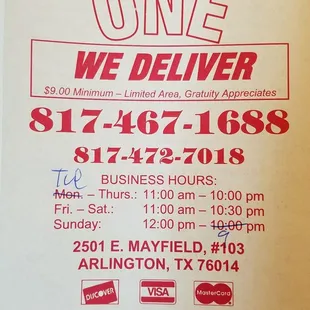 ONE
WE DELIVER
$9.00 Minimum – Limited Area, Gratuity Appreciates
817-467-1688
817-472-7018
Tue
BUSINESS HOURS:
Mon. – Thurs.: 11:00 am – 10:00 pm
Fri. – Sat.: 11:00 am – 10:30 pm
Sunday: 12:00 pm – 10:00 pm
9
2501 E. MAYFIELD, #103
ARLINGTON, TX 76014
DISCOVER VISA MasterCard